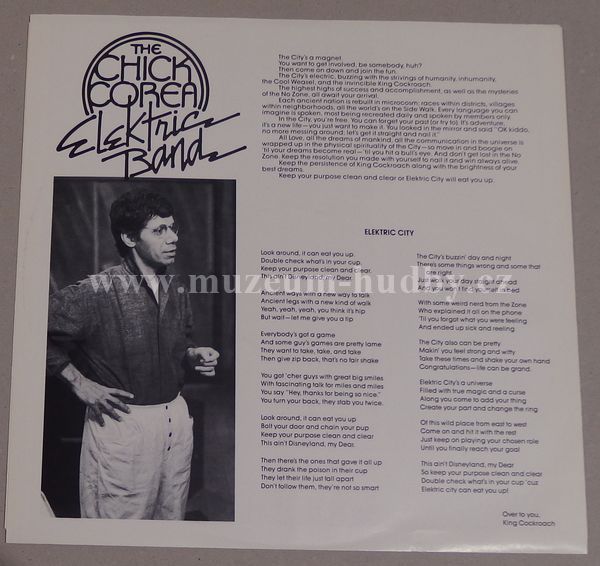 THE
CHICK
COREA
Elektric
Band
The City's a magnet.
You want to get involved, be somebody, huh?
Then come on down and join the fun.
The City's electric, buzzing with the strivings of humanity, inhumanity,
the Cool Weasel, and the invincible King Cockroach.
The highest highs of success and accomplishment, as well as the mysteries
of the No Zone, all await your arrival.
Each ancient nation is rebuilt in microcosm: races within districts, villages
within neighborhoods, all the world's on the Side Walk. Every language you can
imagine is spoken, most being recreated daily and spoken by members only.
In the City, you're free. You can forget your past (or try to). It's adventure,
it's a new life—you just want to make it. You looked in the mirror and said "OK kiddo,
no more messing around; let's get it straight and nail it."
All Love, all the dreams of mankind, all the communication in the universe is
wrapped up in the physical spirituality of the City—so move in and boogie on
'til your dreams become real—'til you hit a bull's eye. And don't get lost in the No
Zone. Keep the resolution you made with yourself to nail it and win always alive.
Keep the persistence of King Cockroach along with the brightness of your
best dreams.
Keep your purpose clean and clear or Elektric City will eat you up.
ELEKTRIC CITY
Look around, it can eat you up.
Double check what's in your cup,
Keep your purpose clean and clear,
This ain't Disneyland, my Dear.
Ancient ways with a new way to talk
Ancient legs with a new kind of walk
Yeah, yeah, yeah, you think it's hip
But wait—let me give you a tip
Everybody's got a game
And some guy's games are pretty lame
They want to take, take, and take
Then give zip back, that's no fair shake
You got 'cher guys with great big smiles
With fascinating talk for miles and miles
You say "Hey, thanks for being so nice."
You turn your back, they stab you twice.
Look around, it can eat you up
Bolt your door and chain your pup
Keep your purpose clean and clear
This ain't Disneyland, my Dear.
Then there's the ones that gave it all up
They drank the poison in their cup
They let their life just fall apart
Don't follow them, they're not so smart
The City's buzzin' day and night
There's some things wrong and some that
are right.
Just start your day straight ahead
And you won't find yourself in bed
With some weird nerd from the Zone
Who explained it all on the phone
'Til you forgot what you were feeling
And ended up sick and reeling
The City also can be pretty
Makin' you feel strong and witty
Take these times and shake your own hand
Congratulations—life can be grand.
Elektric City's a universe
Filled with true magic and a curse
Along you come to add your thing
Create your part and change the ring
Of this wild place from east to west
Come on and hit it with the rest
Just keep on playing your chosen role
Until you finally reach your goal
This ain't Disneyland, my Dear
So keep your purpose clean and clear
Double check what's in your cup 'cuz
Elektric city can eat you up!
Over to you,
King Cockroach
www.muzeum-hudby.cz